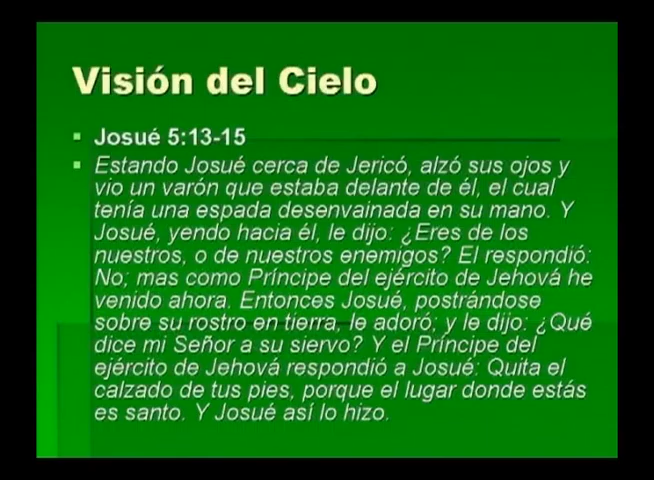 Visión del Cielo
Josué 5:13-15
Estando Josué cerca de Jericó, alzó sus ojos y
vio un varón que estaba delante de él, el cual
tenía una espada desenvainada en su mano. Y
Josué, yendo hacia él, le dijo: ¿Eres de los
nuestros, o de nuestros enemigos? El respondió:
No; mas como Príncipe del ejército de Jehová he
venido ahora. Entonces Josué, postrándose
sobre su rostro en tierra, le adoró; y le dijo: ¿Qué
dice mi Señor a su siervo? Y el Príncipe del
ejército de Jehová respondió a Josué: Quita el
calzado de tus pies, porque el lugar donde estás
es santo. Y Josué así lo hizo.